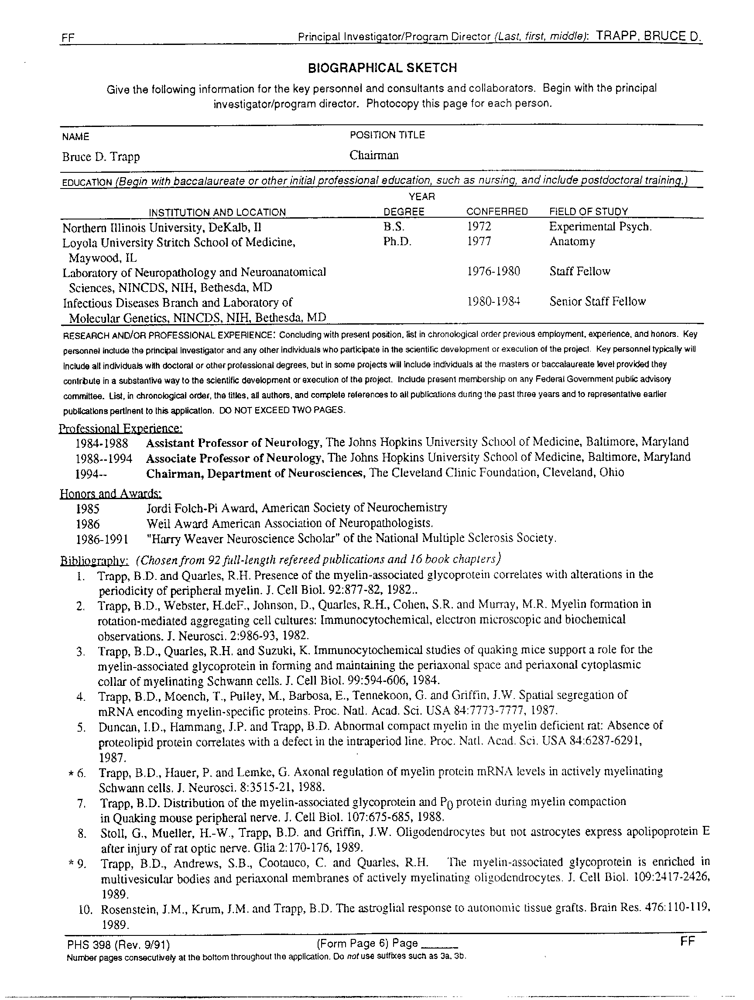 FF Principal Investigator/Program Director (Last, first, middle): TRAPP, BRUCE D.
BIOGRAPHICAL SKETCH
Give the following information for the key personnel and consultants and collaborators. Begin with the principal
investigator/program director. Photocopy this page for each person.
NAME POSITION TITLE
Bruce D. Trapp Chairman
EDUCATION (Begin with baccalaureate or other initial professional education, such as nursing, and include postdoctoral training.)
YEAR
INSTITUTION AND LOCATION DEGREE CONFERRED FIELD OF STUDY
Northern Illinois University, DeKalb, Il B.S. 1972 Experimental Psych.
Loyola University Stritch School of Medicine, Ph.D. 1977 Anatomy
Maywood, IL
Laboratory of Neuropathology and Neuroanatomical 1976-1980 Staff Fellow
Sciences, NINCDS, NIH, Bethesda, MD
Infectious Diseases Branch and Laboratory of 1980-1984 Senior Staff Fellow
Molecular Genetics, NINCDS, NIH, Bethesda, MD
RESEARCH AND/OR PROFESSIONAL EXPERIENCE: Concluding with present position, list in chronological order previous employment, experience, and honors. Key
personnel include the principal investigator and any other individuals who participate in the scientific development or execution of the project. Key personnel typically will
include all individuals with doctoral or other professional degrees, but in some projects will include individuals at the masters or baccalaureate level provided they
contribute in a substantive way to the scientific development or execution of the project. Include present membership on any Federal Government public advisory
committee. List, in chronological order, the titles, all authors, and complete references to all publications during the past three years and to representative earlier
publications pertinent to this application. DO NOT EXCEED TWO PAGES.
Professional Experience:
1984-1988 Assistant Professor of Neurology, The Johns Hopkins University School of Medicine, Baltimore, Maryland
1988--1994 Associate Professor of Neurology, The Johns Hopkins University School of Medicine, Baltimore, Maryland
1994-- Chairman, Department of Neurosciences, The Cleveland Clinic Foundation, Cleveland, Ohio
Honors and Awards:
1985 Jordi Folch-Pi Award, American Society of Neurochemistry
1986 Weil Award American Association of Neuropathologists.
1986-1991 "Harry Weaver Neuroscience Scholar" of the National Multiple Sclerosis Society.
Bibliography: (Chosen from 92 full-length refereed publications and 16 book chapters)
1. Trapp, B.D. and Quarles, R.H. Presence of the myelin-associated glycoprotein correlates with alterations in the
periodicity of peripheral myelin. J. Cell Biol. 92:877-82, 1982..
2. Trapp, B.D., Webster, H.deF., Johnson, D., Quarles, R.H., Cohen, S.R. and Murray, M.R. Myelin formation in
rotation-mediated aggregating cell cultures: Immunocytochemical, electron microscopic and biochemical
observations. J. Neurosci. 2:986-93, 1982.
3. Trapp, B.D., Quarles, R.H. and Suzuki, K. Immunocytochemical studies of quaking mice support a role for the
myelin-associated glycoprotein in forming and maintaining the periaxonal space and periaxonal cytoplasmic
collar of myelinating Schwann cells. J. Cell Biol. 99:594-606, 1984.
4. Trapp, B.D., Moench, T., Pulley, M., Barbosa, E., Tennekoon, G. and Griffin, J.W. Spatial segregation of
mRNA encoding myelin-specific proteins. Proc. Natl. Acad. Sci. USA 84:7773-7777, 1987.
5. Duncan, I.D., Hammang, J.P. and Trapp, B.D. Abnormal compact myelin in the myelin deficient rat: Absence of
proteolipid protein correlates with a defect in the intraperiod line. Proc. Natl. Acad. Sci. USA 84:6287-6291,
1987.
* 6. Trapp, B.D., Hauer, P. and Lemke, G. Axonal regulation of myelin protein mRNA levels in actively myelinating
Schwann cells. J. Neurosci. 8:3515-21, 1988.
7. Trapp, B.D. Distribution of the myelin-associated glycoprotein and P0 protein during myelin compaction
in Quaking mouse peripheral nerve. J. Cell Biol. 107:675-685, 1988.
8. Stoll, G., Mueller, H.-W., Trapp, B.D. and Griffin, J.W. Oligodendrocytes but not astrocytes express apolipoprotein E
after injury of rat optic nerve. Glia 2:170-176, 1989.
* 9. Trapp, B.D., Andrews, S.B., Cootauco, C. and Quarles, R.H. The myelin-associated glycoprotein is enriched in
multivesicular bodies and periaxonal membranes of actively myelinating oligodendrocytes. J. Cell Biol. 109:2417-2426,
1989.
10. Rosenstein, J.M., Krum, J.M. and Trapp, B.D. The astroglial response to autonomic tissue grafts. Brain Res. 476:110-119,
1989.
PHS 398 (Rev. 9/91) (Form Page 6) Page ______ FF
Number pages consecutively at the bottom throughout the application. Do not use suffixes such as 3a, 3b.